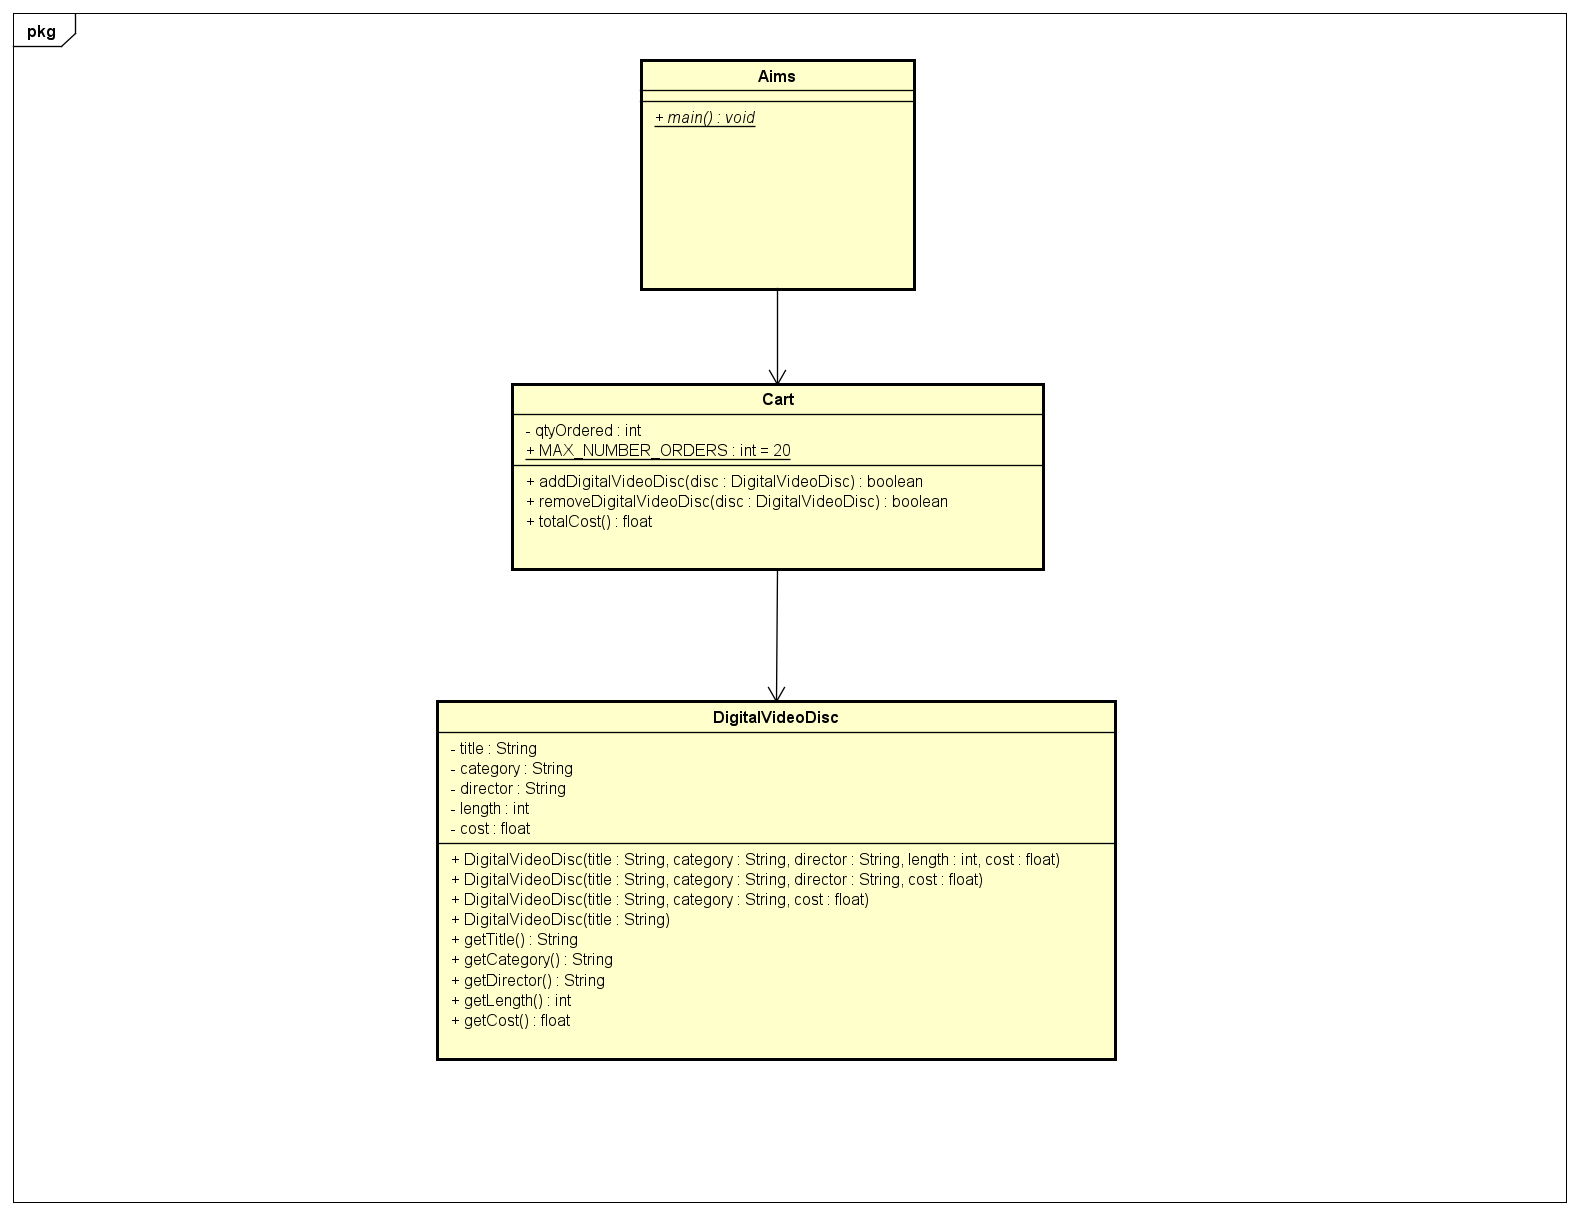 pkg
Aims
+ main() : void
Cart
- qtyOrdered : int
+ MAX_NUMBER_ORDERS : int = 20
+ addDigitalVideoDisc(disc : DigitalVideoDisc) : boolean
+ removeDigitalVideoDisc(disc : DigitalVideoDisc) : boolean
+ totalCost() : float
DigitalVideoDisc
- title : String
- category : String
- director : String
- length : int
- cost : float
+ DigitalVideoDisc(title : String, category : String, director : String, length : int, cost : float)
+ DigitalVideoDisc(title : String, category : String, director : String, cost : float)
+ DigitalVideoDisc(title : String, category : String, cost : float)
+ DigitalVideoDisc(title : String)
+ getTitle() : String
+ getCategory() : String
+ getDirector() : String
+ getLength() : int
+ getCost() : float